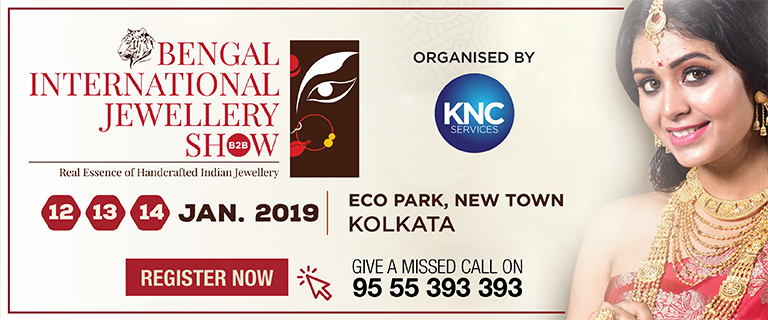 BENGAL
INTERNATIONAL
JEWELLERY
SHOW
B2B
Real Essence of Handcrafted Indian Jewellery
ORGANISED BY
KNC
SERVICES
12 13 14 JAN. 2019
ECO PARK, NEW TOWN
KOLKATA
REGISTER NOW
GIVE A MISSED CALL ON
95 55 393 393